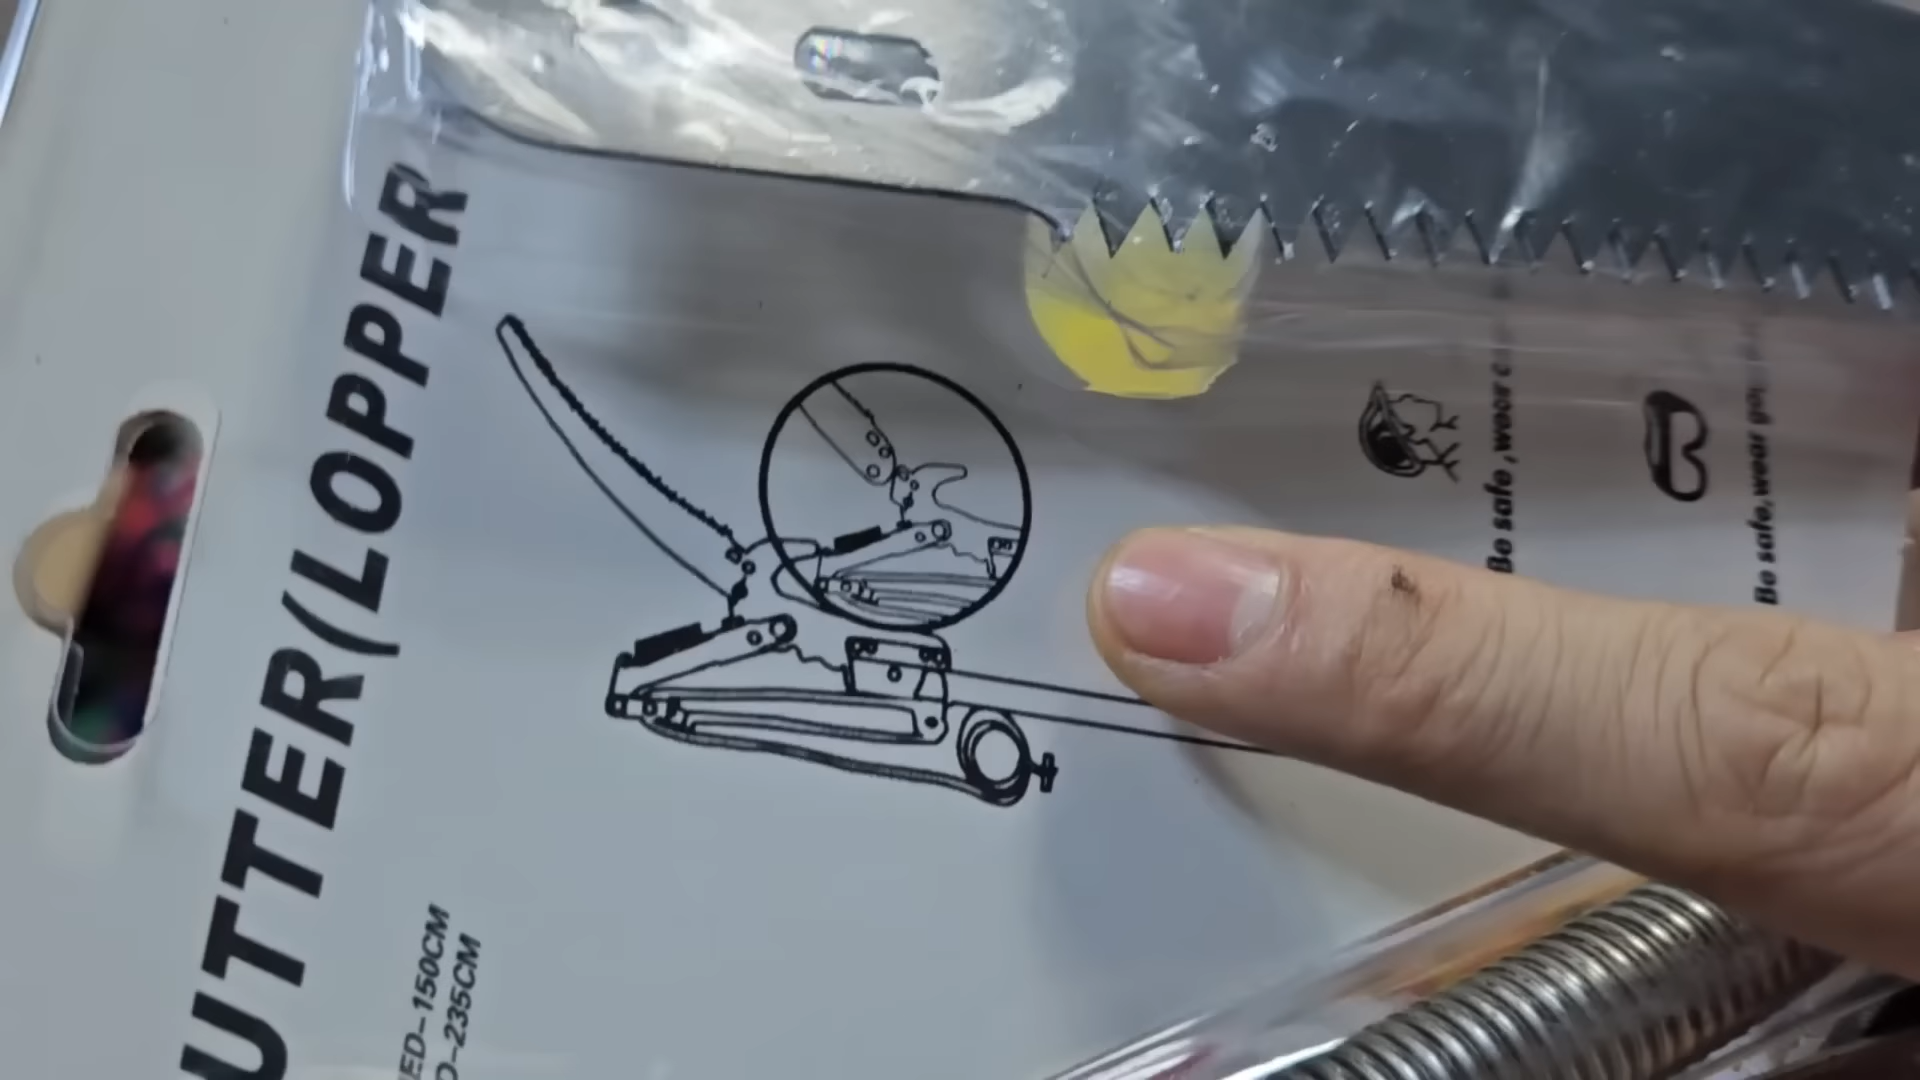 UTTER(LOPPER
ED-150CM
-235CM
Be safe, wear
Be safe, wear